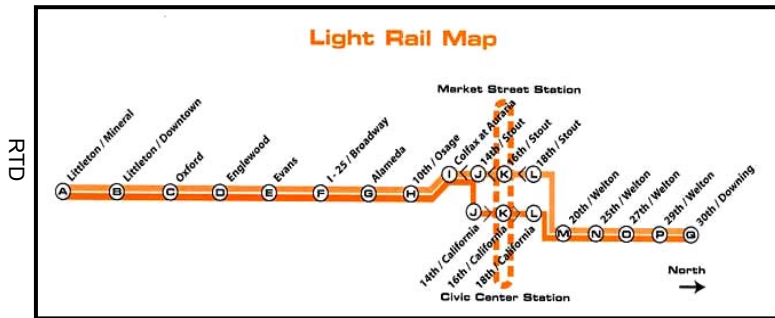 RTD
Light Rail Map
Market Street Station
Littleton / Mineral
Littleton / Downtown
Oxford
Englewood
Evans
I - 25 / Broadway
Alameda
10th / Osage
Colfax at Auraria
14th / Stout
16th / Stout
18th / Stout
A B C D E F G H I J K L
J K L
14th / California
16th / California
18th / California
20th / Welton
25th / Welton
27th / Welton
29th / Welton
30th / Downing
M N O P Q
North
Civic Center Station